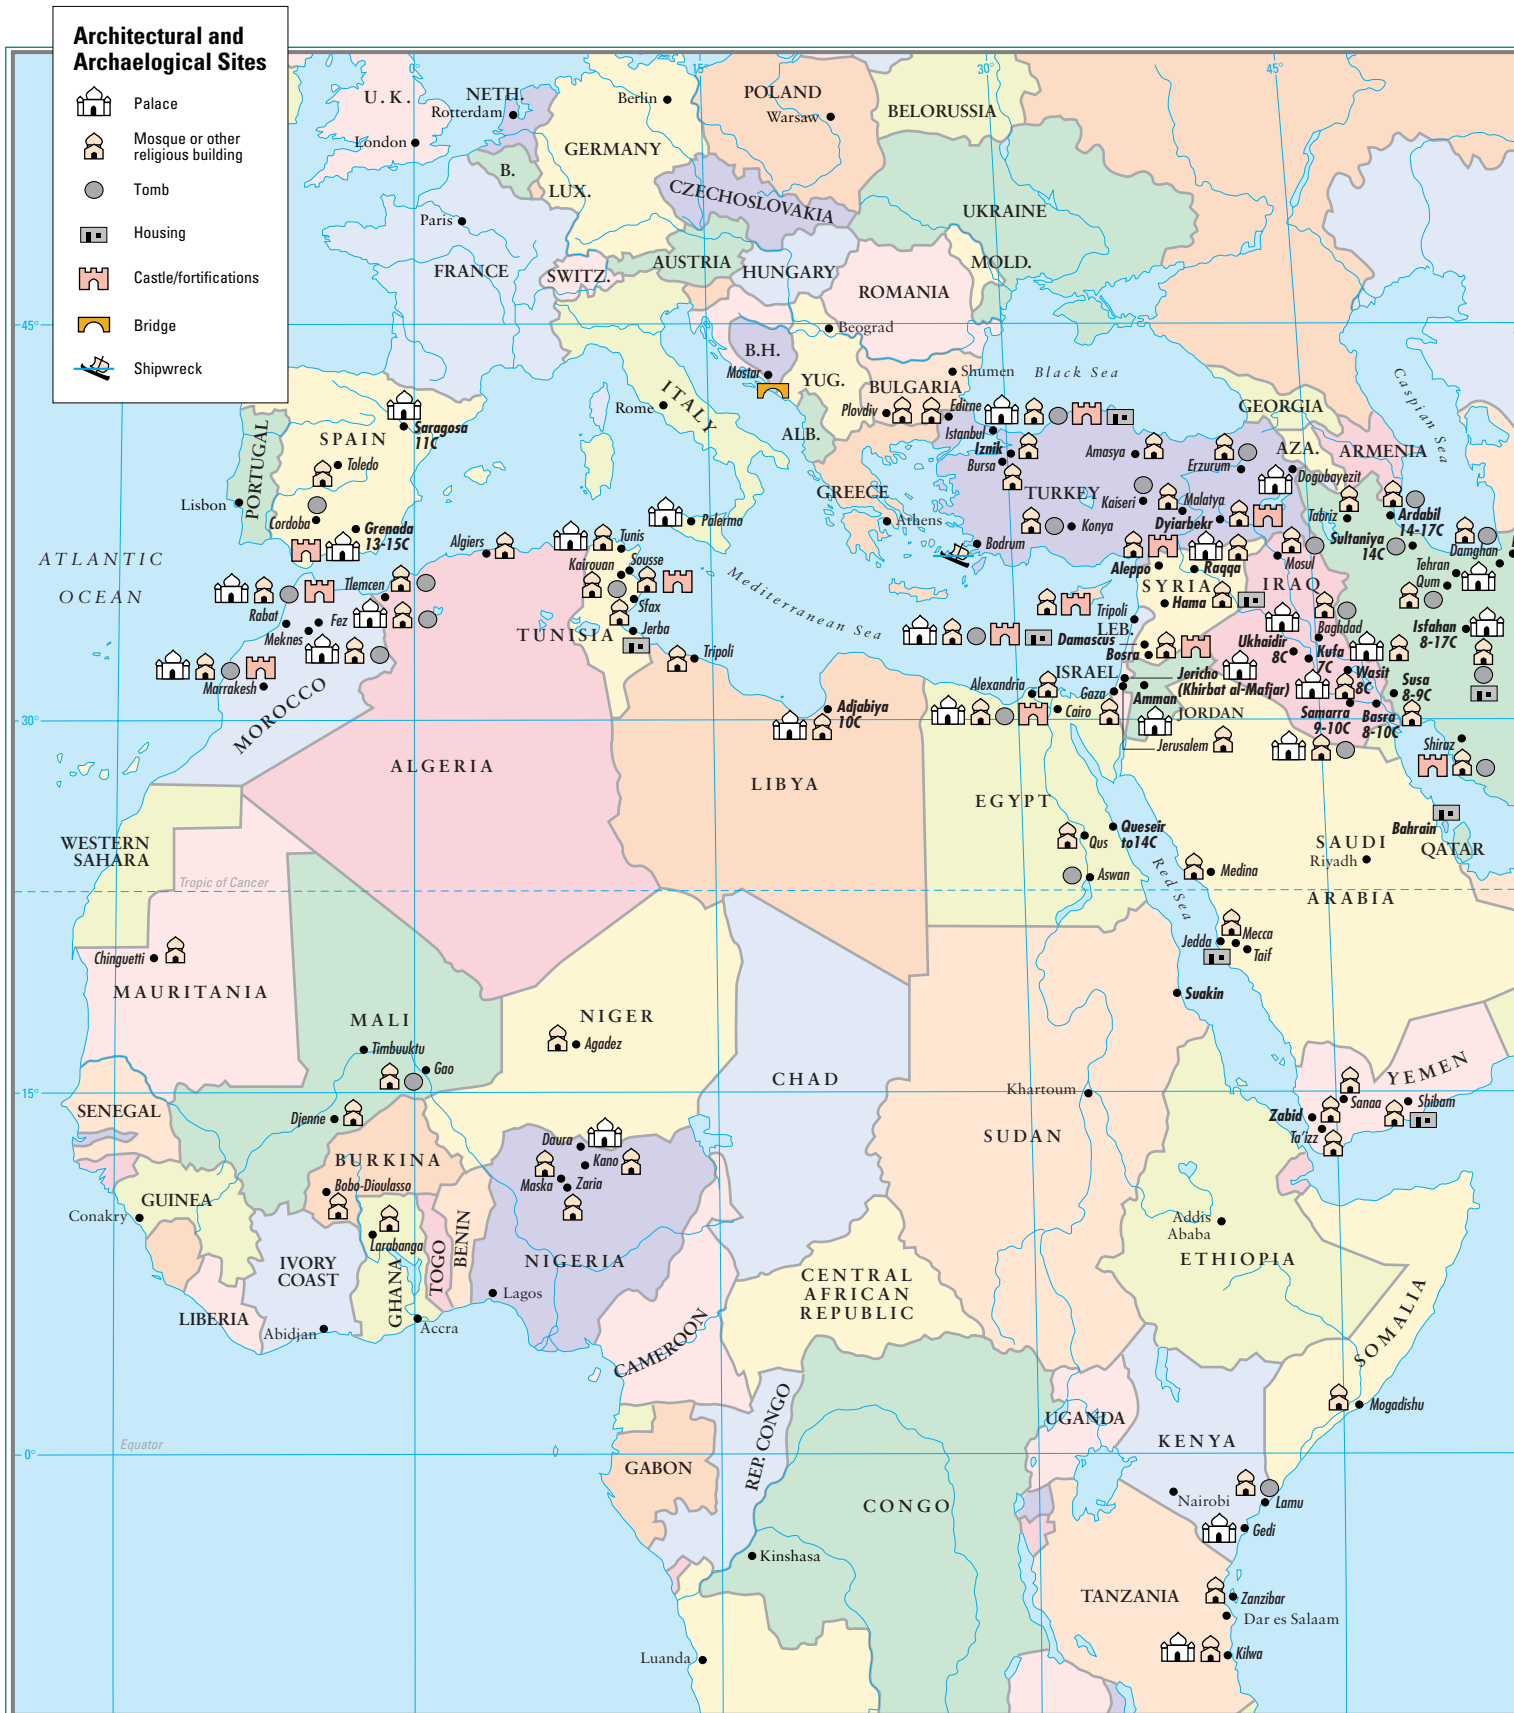 Architectural and
Archaelogical Sites
Palace
Mosque or other
religious building
Tomb
Housing
Castle/fortifications
Bridge
Shipwreck
0°
15°
30°
45°
U.K.
NETH.
Rotterdam
London
Berlin
POLAND
Warsaw
BELORUSSIA
GERMANY
B.
LUX.
CZECHOSLOVAKIA
UKRAINE
Paris
FRANCE
SWITZ.
AUSTRIA
HUNGARY
MOLD.
ROMANIA
45°
Beograd
B.H.
Mostar
YUG.
BULGARIA
Shumen
Black Sea
Caspian Sea
ITALY
Rome
ALB.
Plovdiv
Edirne
Istanbul
GEORGIA
Saragosa
11C
SPAIN
PORTUGAL
Toledo
Iznik
Bursa
Amasya
Erzurum
AZA.
ARMENIA
Dogubayezit
Lisbon
Cordoba
Grenada
13-15C
GREECE
Athens
TURKEY
Kaiseri
Malatya
Konya
Dyiarbekr
Tabriz
Ardabil
14-17C
Sultaniya
14C
Palermo
Algiers
Tunis
Kairouan
Sousse
Bodrum
Aleppo
Raqqa
Mosul
Damghan
Tehran
Qum
ATLANTIC
OCEAN
Tlemcen
Sfax
Mediterranean Sea
SYRIA
IRAQ
Hama
Rabat
Fez
Meknes
TUNISIA
Jerba
Tripoli
Tripoli
LEB.
Damascus
Bosra
Baghdad
Ukhaidir
8C
Kufa
7C
Isfahan
8-17C
Marrakesh
MOROCCO
Wasit
8C
Susa
8-9C
ISRAEL
Jericho
(Khirbat al-Mafjar)
Alexandria
Gaza
Amman
Cairo
JORDAN
Samarra
9-10C
Basra
8-10C
Adjabiya
10C
30°
Jerusalem
Shiraz
ALGERIA
LIBYA
EGYPT
Queseir
to14C
Qus
Aswan
Bahrain
QATAR
SAUDI
Riyadh
ARABIA
WESTERN
SAHARA
Tropic of Cancer
Red Sea
Medina
Mecca
Jedda
Taif
Chinguetti
MAURITANIA
Suakin
MALI
NIGER
Timbuuktu
Agadez
Gao
CHAD
Khartoum
YEMEN
15°
SENEGAL
Djenne
Sanaa
Shibam
Zabid
Ta'izz
Daura
Kano
Maska
Zaria
SUDAN
BURKINA
Bobo-Dioulasso
GUINEA
Conakry
Larabanga
IVORY
COAST
GHANA
TOGO
BENIN
NIGERIA
Lagos
Addis
Ababa
ETHIOPIA
CENTRAL
AFRICAN
REPUBLIC
LIBERIA
Abidjan
Accra
CAMEROON
SOMALIA
Mogadishu
UGANDA
KENYA
Equator
0°
GABON
REP. CONGO
CONGO
Nairobi
Lamu
Gedi
Kinshasa
TANZANIA
Zanzibar
Dar es Salaam
Luanda
Kilwa